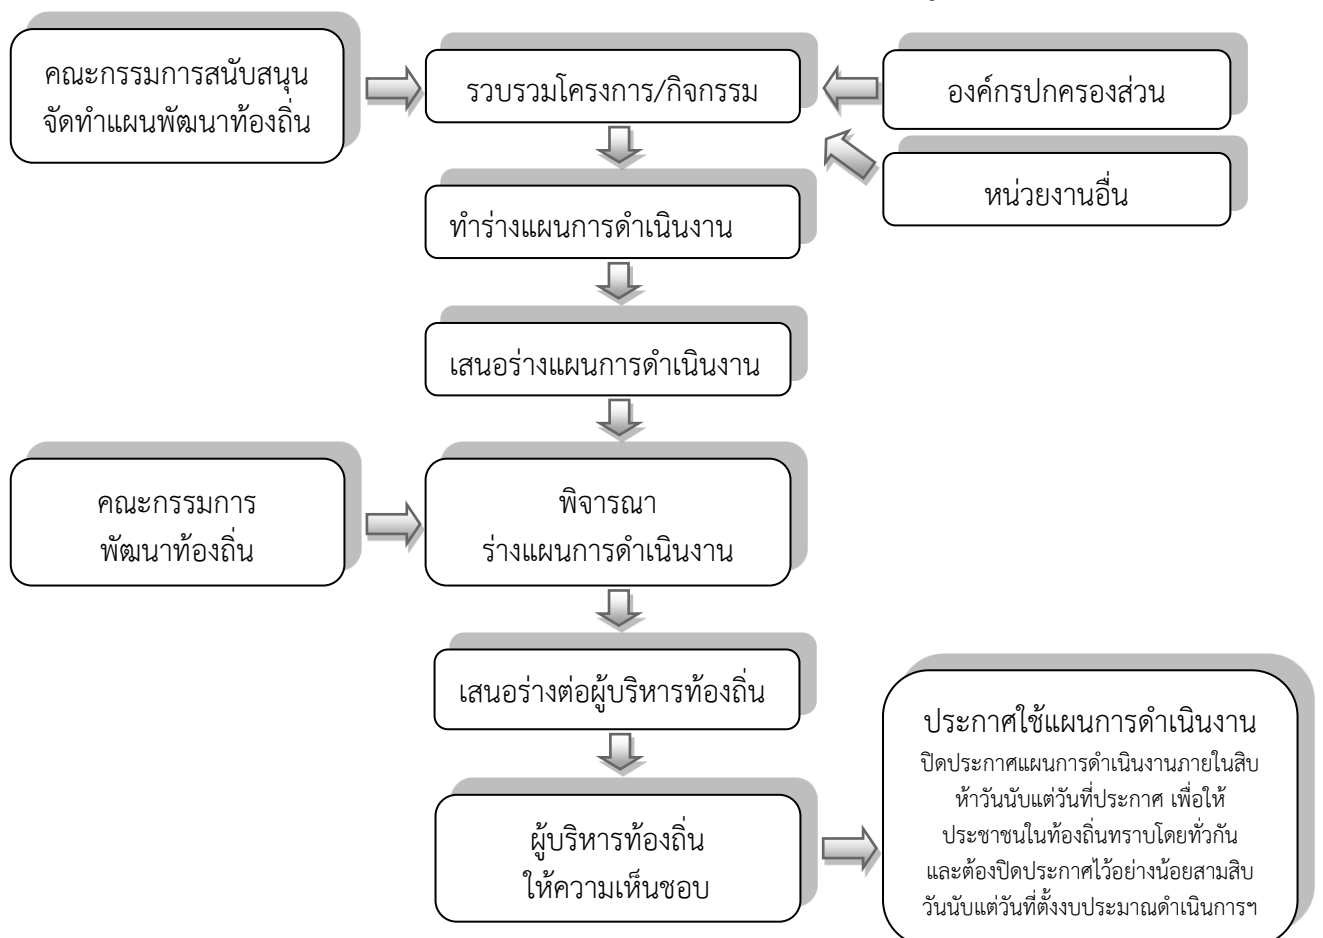 คณะกรรมการสนับสนุน
จัดทำแผนพัฒนาท้องถิ่น
รวบรวมโครงการ/กิจกรรม
องค์กรปกครองส่วน
หน่วยงานอื่น
ทำร่างแผนการดำเนินงาน
เสนอร่างแผนการดำเนินงาน
คณะกรรมการ
พัฒนาท้องถิ่น
พิจารณา
ร่างแผนการดำเนินงาน
เสนอร่างต่อผู้บริหารท้องถิ่น
ผู้บริหารท้องถิ่น
ให้ความเห็นชอบ
ประกาศใช้แผนการดำเนินงาน
ปิดประกาศแผนการดำเนินงานภายในสิบ
ห้าวันนับแต่วันที่ประกาศ เพื่อให้
ประชาชนในท้องถิ่นทราบโดยทั่วกัน
และต้องปิดประกาศไว้อย่างน้อยสามสิบ
วันนับแต่วันที่ตั้งงบประมาณดำเนินการฯ